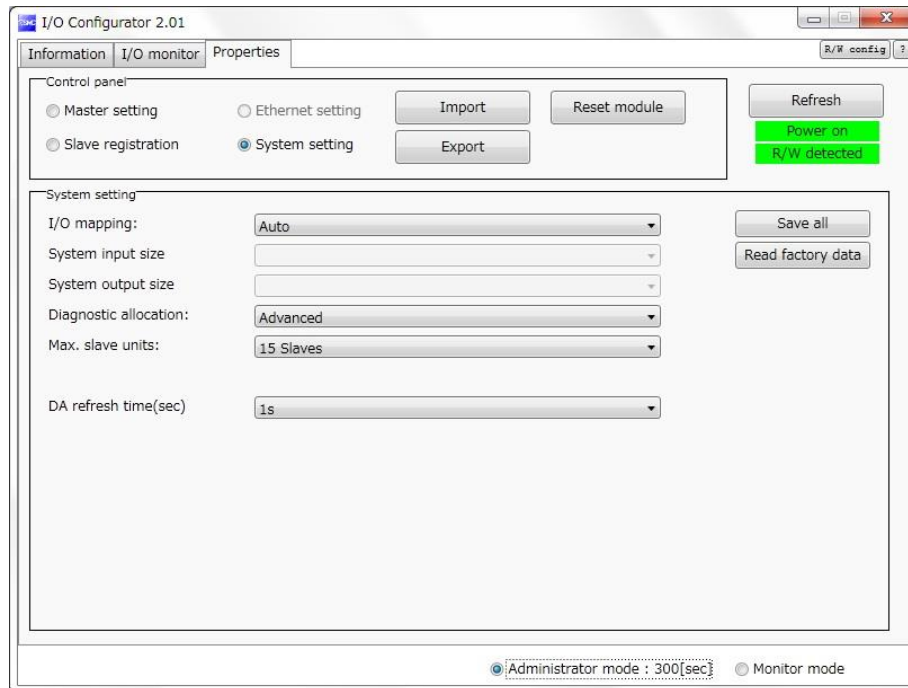 SMC I/O Configurator 2.01
Information I/O monitor Properties R/W config ?
Control panel
Master setting Ethernet setting Import Reset module Refresh
Power on
Slave registration System setting Export R/W detected
System setting
I/O mapping: Auto Save all
System input size Read factory data
System output size
Diagnostic allocation: Advanced
Max. slave units: 15 Slaves
DA refresh time(sec) 1s
Administrator mode : 300[sec] Monitor mode